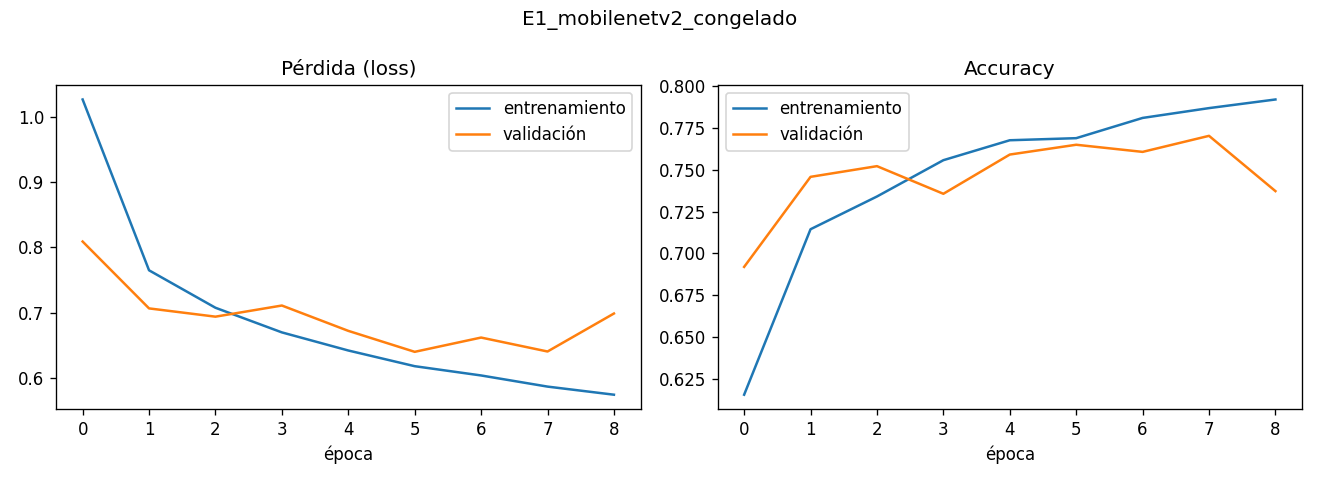 E1_mobilenetv2_congelado
Pérdida (loss)
entrenamiento
validación
1.0
0.9
0.8
0.7
0.6
0 1 2 3 4 5 6 7 8
época
Accuracy
entrenamiento
validación
0.800
0.775
0.750
0.725
0.700
0.675
0.650
0.625
0 1 2 3 4 5 6 7 8
época